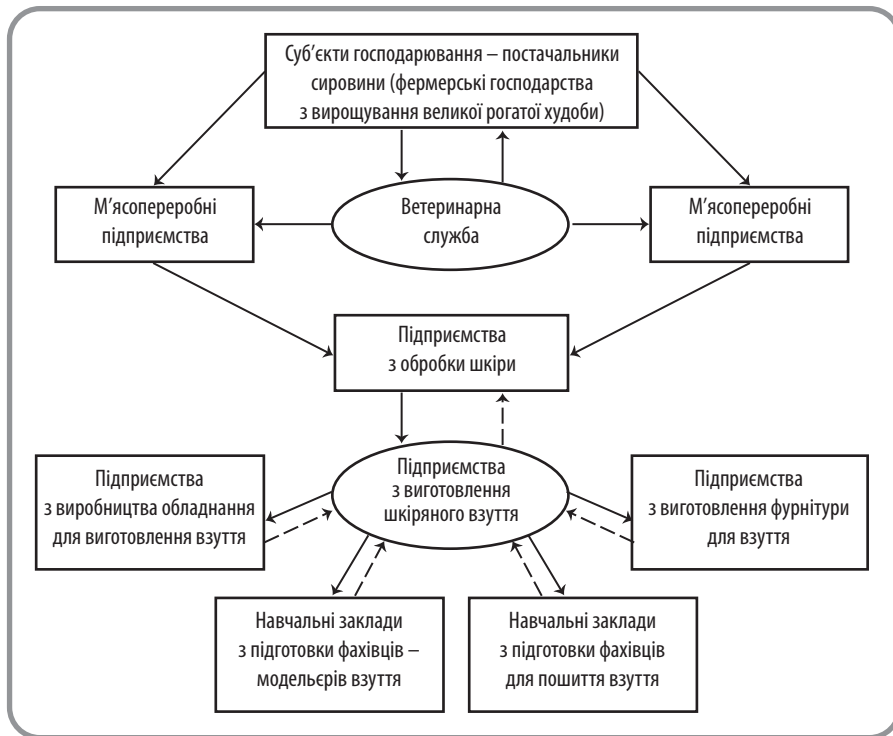 Суб’єкти господарювання – постачальники
сировини (фермерські господарства
з вирощування великої рогатої худоби)
М’ясопереробні
підприємства
Ветеринарна
служба
М’ясопереробні
підприємства
Підприємства
з обробки шкіри
Підприємства
з виробництва обладнання
для виготовлення взуття
Підприємства
з виготовлення
шкіряного взуття
Підприємства
з виготовлення фурнітури
для взуття
Навчальні заклади
з підготовки фахівців –
модельєрів взуття
Навчальні заклади
з підготовки фахівців
для пошиття взуття